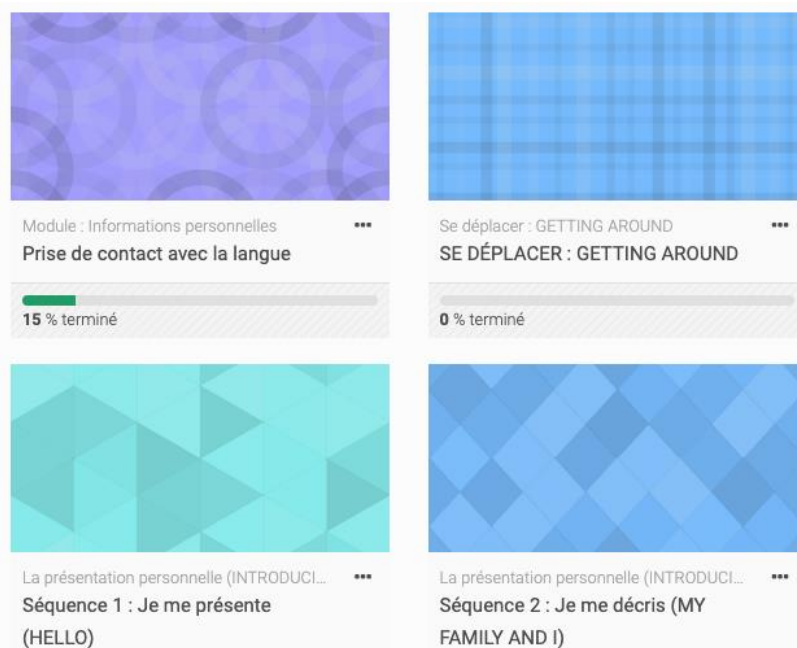 Module : Informations personnelles
Prise de contact avec la langue
15 % terminé
Se déplacer : GETTING AROUND
SE DÉPLACER : GETTING AROUND
0 % terminé
La présentation personnelle (INTRODUCI...
Séquence 1 : Je me présente
(HELLO)
La présentation personnelle (INTRODUCI...
Séquence 2 : Je me décris (MY
FAMILY AND I)